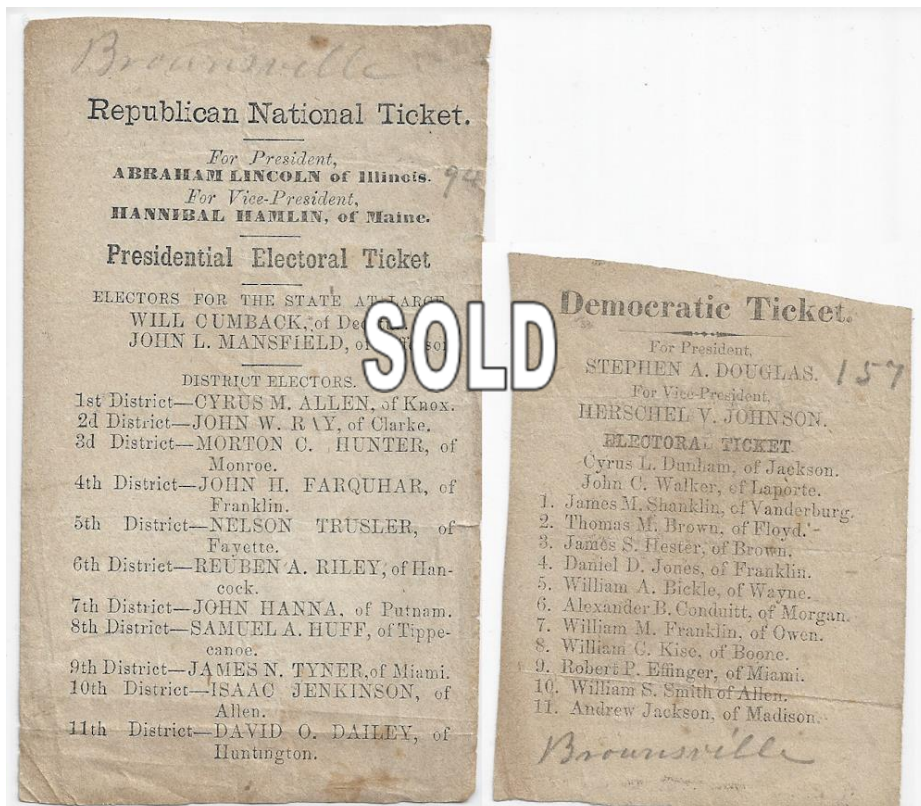 Brownsville
Republican National Ticket.
For President,
ABRAHAM LINCOLN of Illinois.
94
For Vice-President,
HANNIBAL HAMLIN, of Maine.
Presidential Electoral Ticket
ELECTORS FOR THE STATE AT LARGE
WILL CUMBACK, of
JOHN L. MANSFIELD, of
DISTRICT ELECTORS.
1st District—CYRUS M. ALLEN, of Knox.
2d District—JOHN W. RAY, of Clarke.
3d District—MORTON C. HUNTER, of
Monroe.
4th District—JOHN H. FARQUHAR, of
Franklin.
5th District—NELSON TRUSLER, of
Fayette.
6th District—REUBEN A. RILEY, of Han-
cock.
7th District—JOHN HANNA, of Putnam.
8th District—SAMUEL A. HUFF, of Tippe-
canoe.
9th District—JAMES N. TYNER, of Miami.
10th District—ISAAC JENKINSON, of
Allen.
11th District—DAVID O. DAILEY, of
Huntington.
SOLD
Democratic Ticket.
For President,
STEPHEN A. DOUGLAS.
157
For Vice-President,
HERSCHEL V. JOHNSON.
ELECTORAL TICKET
Cyrus L. Dunham, of Jackson.
John C. Walker, of Laporte.
1. James M. Shanklin, of Vanderburg.
2. Thomas M. Brown, of Floyd.
3. James S. Hester, of Brown.
4. Daniel D. Jones, of Franklin.
5. William A. Bickle, of Wayne.
6. Alexander B. Conduitt, of Morgan.
7. William M. Franklin, of Owen.
8. William C. Kise, of Boone.
9. Robert P. Effinger, of Miami.
10. William S. Smith of Allen.
11. Andrew Jackson, of Madison.
Brownsville